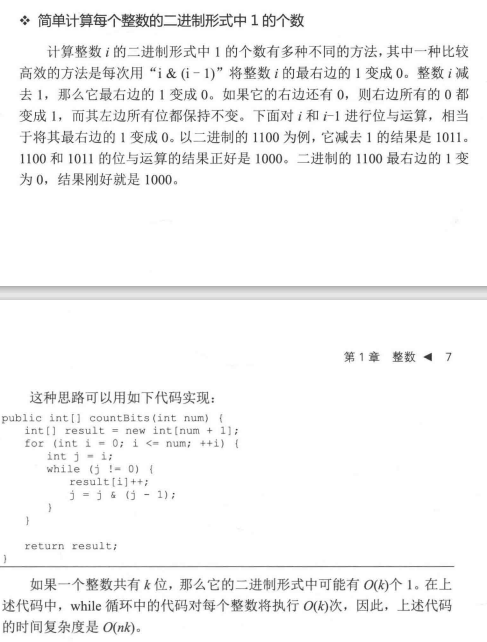 ❖ 简单计算每个整数的二进制形式中 1 的个数
计算整数 i 的二进制形式中 1 的个数有多种不同的方法，其中一种比较
高效的方法是每次用“i & (i - 1)”将整数 i 的最右边的 1 变成 0。整数 i 减
去 1，那么它最右边的 1 变成 0。如果它的右边还有 0，则右边所有的 0 都
变成 1，而其左边所有位都保持不变。下面对 i 和 i-1 进行位与运算，相当
于将其最右边的 1 变成 0。以二进制的 1100 为例，它减去 1 的结果是 1011。
1100 和 1011 的位与运算的结果正好是 1000。二进制的 1100 最右边的 1 变
为 0，结果刚好就是 1000。
第 1 章 整数 ◀ 7
这种思路可以用如下代码实现：
public int[] countBits(int num) {
    int[] result = new int[num + 1];
    for (int i = 0; i <= num; ++i) {
        int j = i;
        while (j != 0) {
            result[i]++;
            j = j & (j - 1);
        }
    }
    return result;
}
如果一个整数共有 k 位，那么它的二进制形式中可能有 O(k)个 1。在上
述代码中，while 循环中的代码对每个整数将执行 O(k)次，因此，上述代码
的时间复杂度是 O(nk)。